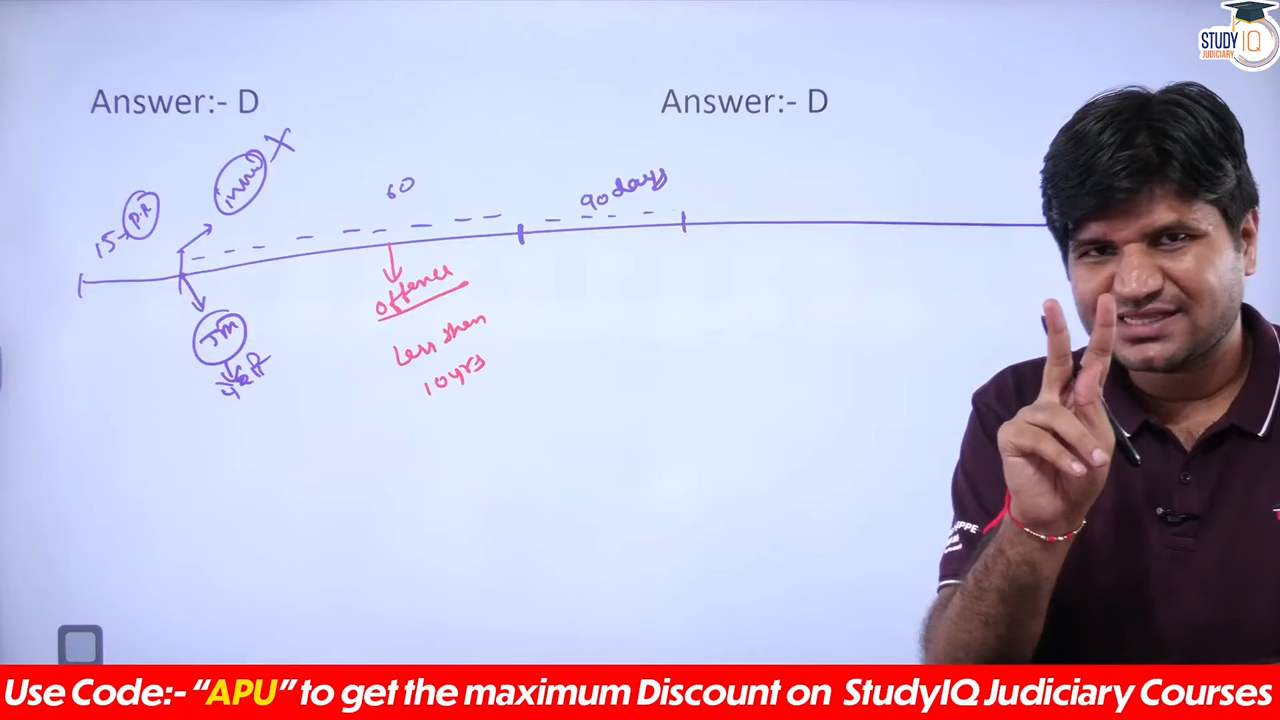 STUDY IQ
JUDICIARY
Answer:- D
Answer:- D
X
15
P.R
60
90 days
Offence
Less then
10 yrs
JM
Use Code:- “APU” to get the maximum Discount on StudyIQ Judiciary Courses